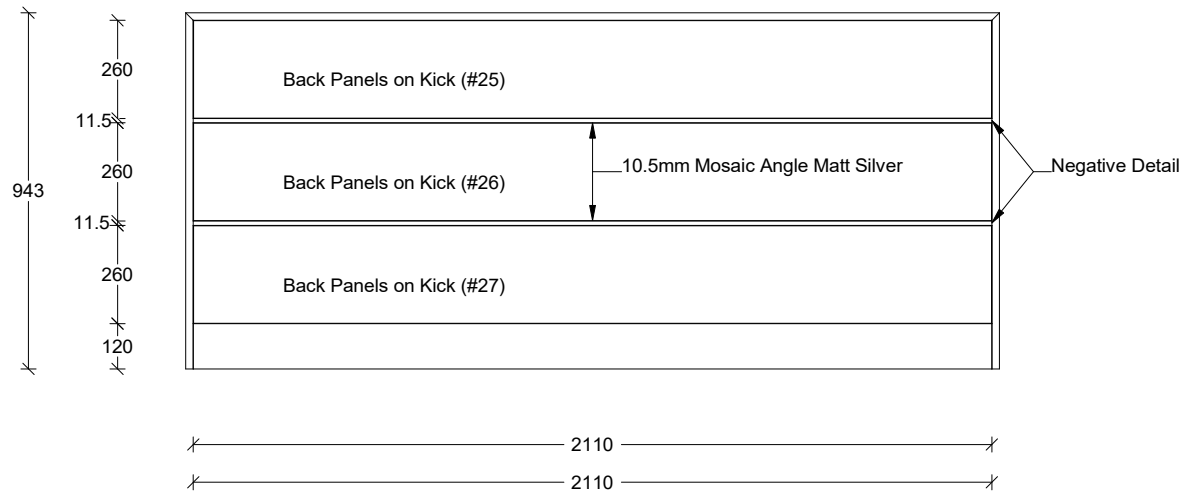 260
Back Panels on Kick (#25)
11.5
943
260
Back Panels on Kick (#26)
10.5mm Mosaic Angle Matt Silver
Negative Detail
11.5
260
Back Panels on Kick (#27)
120
2110
2110